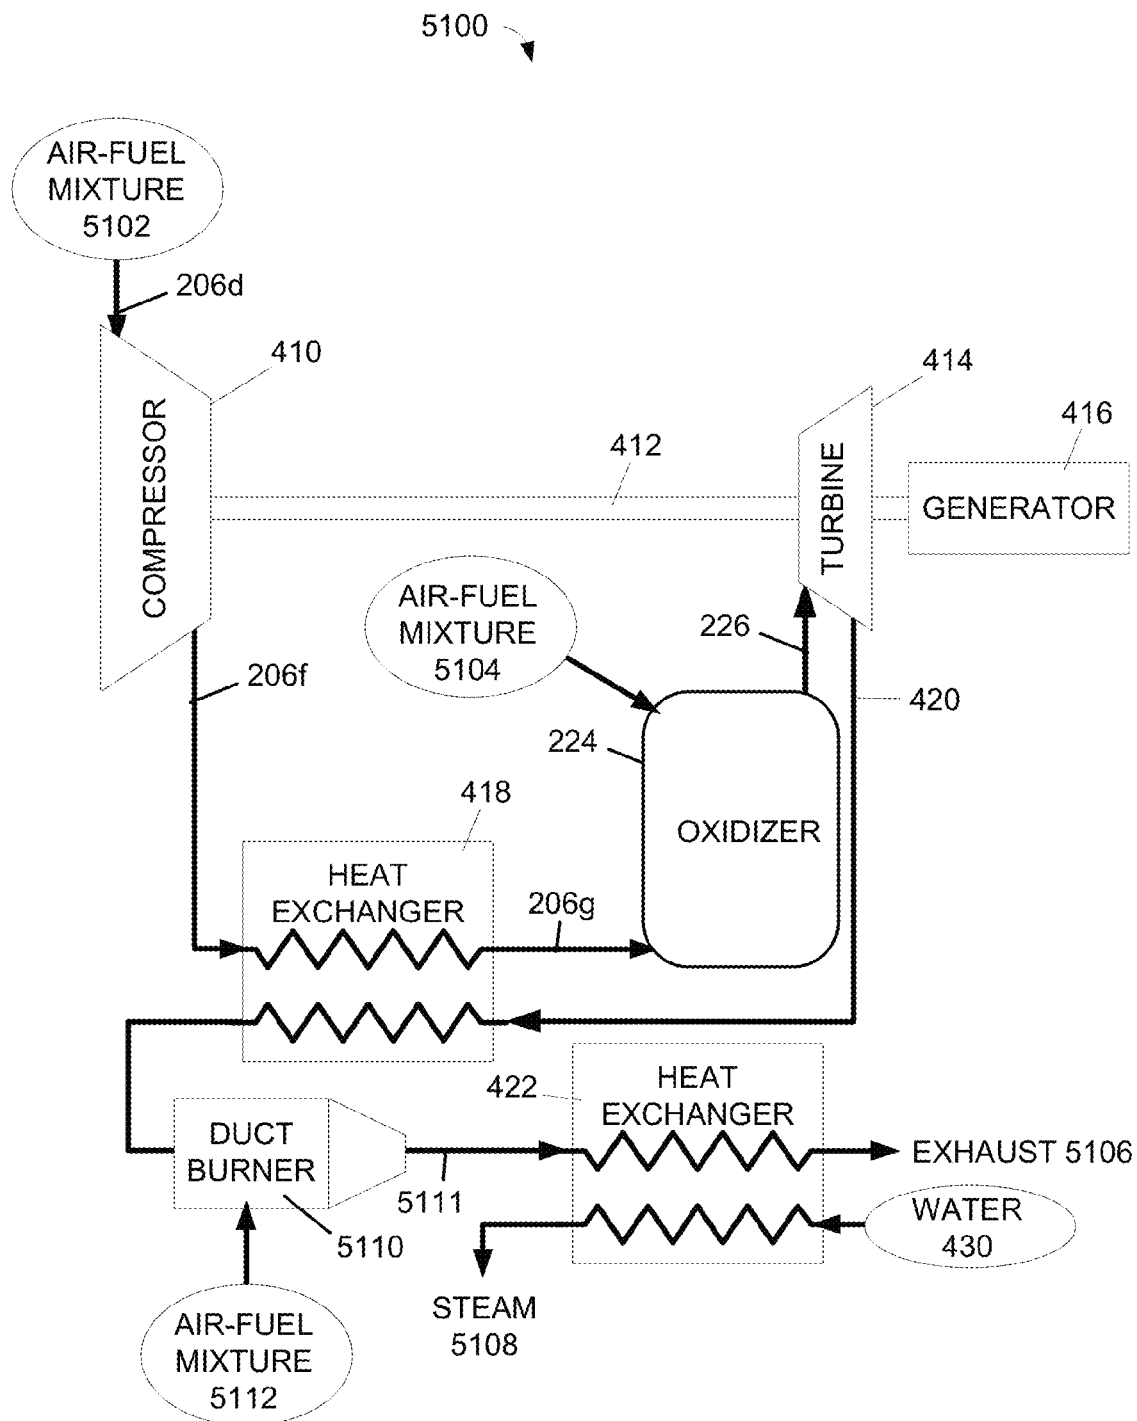 5100
AIR-FUEL
MIXTURE
5102
206d
410
COMPRESSOR
412
414
TURBINE
416
GENERATOR
AIR-FUEL
MIXTURE
5104
226
206f
420
224
OXIDIZER
418
HEAT
EXCHANGER
206g
422
HEAT
EXCHANGER
DUCT
BURNER
5111
EXHAUST 5106
5110
WATER
430
STEAM
5108
AIR-FUEL
MIXTURE
5112